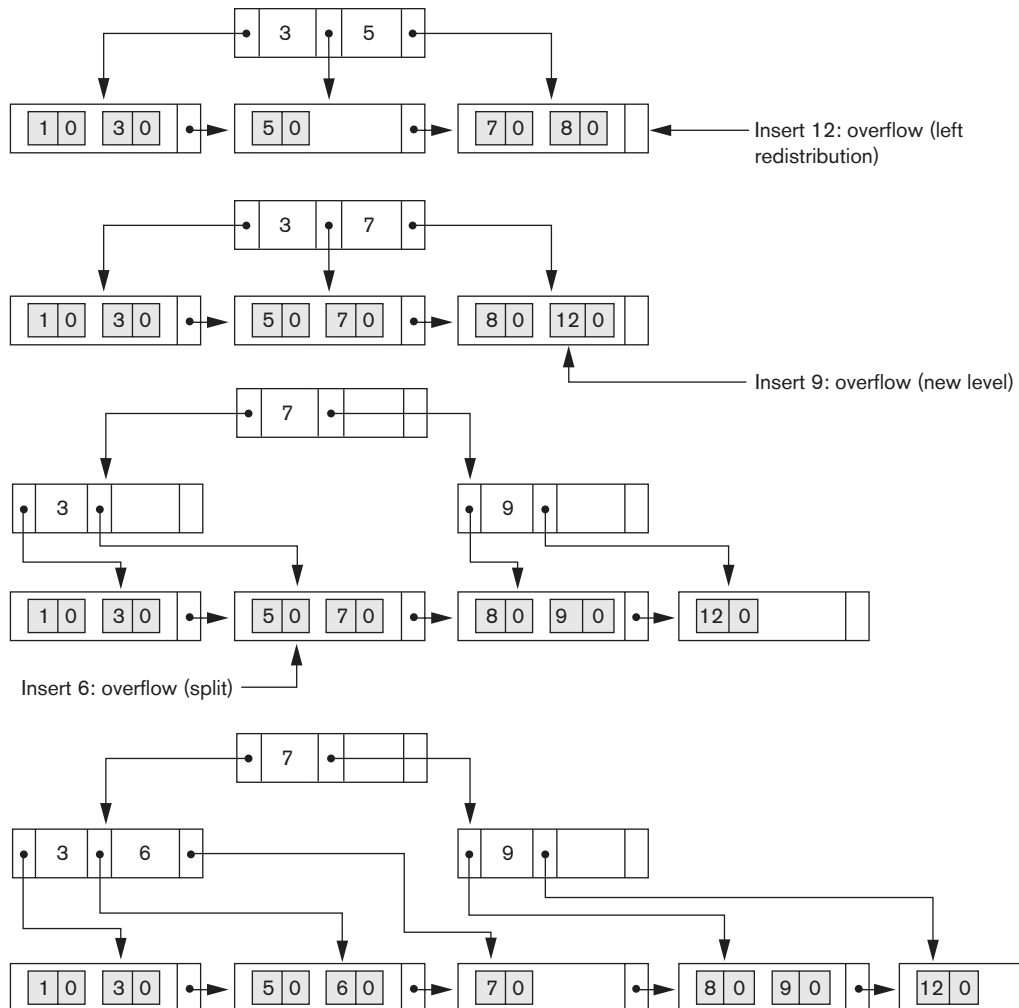 3 5
1 0 3 0 5 0 7 0 8 0
Insert 12: overflow (left
redistribution)
3 7
1 0 3 0 5 0 7 0 8 0 12 0
Insert 9: overflow (new level)
7
3 9
1 0 3 0 5 0 7 0 8 0 9 0 12 0
Insert 6: overflow (split)
7
3 6 9
1 0 3 0 5 0 6 0 7 0 8 0 9 0 12 0